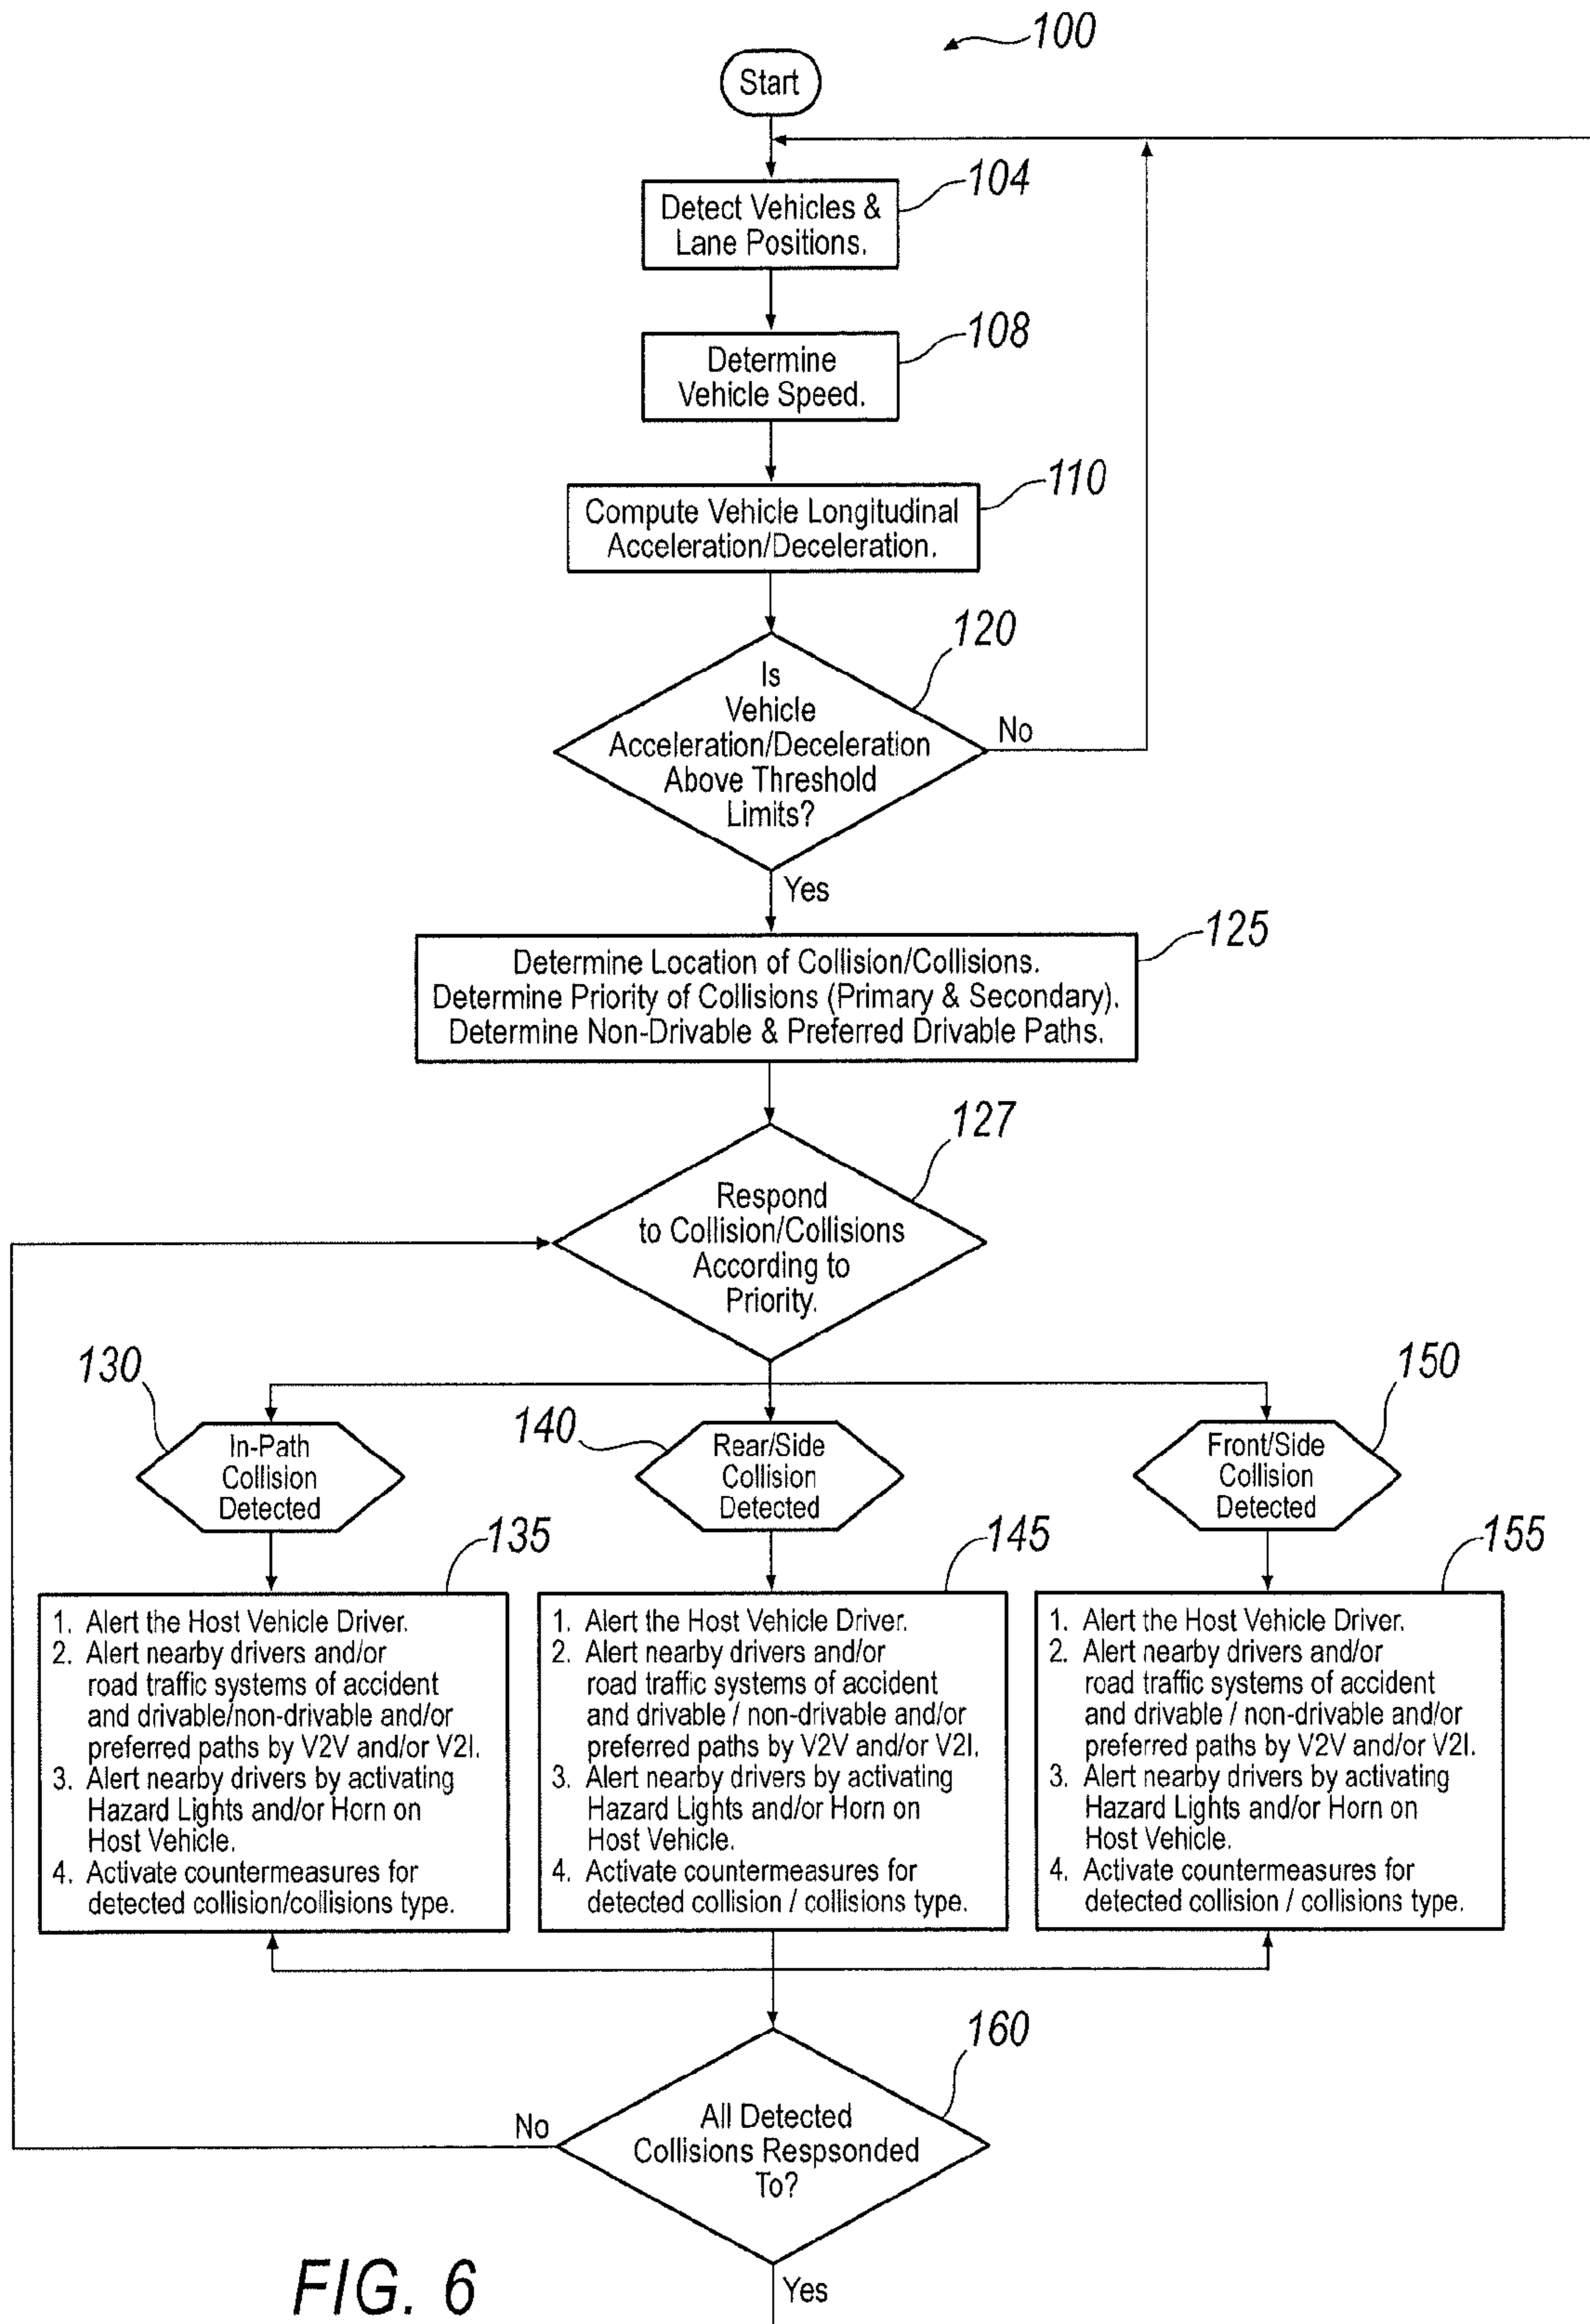 100
Start
104
Detect Vehicles &
Lane Positions.
108
Determine
Vehicle Speed.
110
Compute Vehicle Longitudinal
Acceleration/Deceleration.
120
Is
Vehicle
Acceleration/Deceleration
Above Threshold
Limits?
No
Yes
125
Determine Location of Collision/Collisions.
Determine Priority of Collisions (Primary & Secondary).
Determine Non-Drivable & Preferred Drivable Paths.
127
Respond
to Collision/Collisions
According to
Priority.
130
In-Path
Collision
Detected
140
Rear/Side
Collision
Detected
150
Front/Side
Collision
Detected
135
1. Alert the Host Vehicle Driver.
2. Alert nearby drivers and/or
road traffic systems of accident
and drivable/non-drivable and/or
preferred paths by V2V and/or V2I.
3. Alert nearby drivers by activating
Hazard Lights and/or Horn on
Host Vehicle.
4. Activate countermeasures for
detected collision/collisions type.
145
1. Alert the Host Vehicle Driver.
2. Alert nearby drivers and/or
road traffic systems of accident
and drivable / non-drivable and/or
preferred paths by V2V and/or V2I.
3. Alert nearby drivers by activating
Hazard Lights and/or Horn on
Host Vehicle.
4. Activate countermeasures for
detected collision / collisions type.
155
1. Alert the Host Vehicle Driver.
2. Alert nearby drivers and/or
road traffic systems of accident
and drivable / non-drivable and/or
preferred paths by V2V and/or V2I.
3. Alert nearby drivers by activating
Hazard Lights and/or Horn on
Host Vehicle.
4. Activate countermeasures for
detected collision / collisions type.
160
All Detected
Collisions Respsonded
To?
No
Yes
FIG. 6